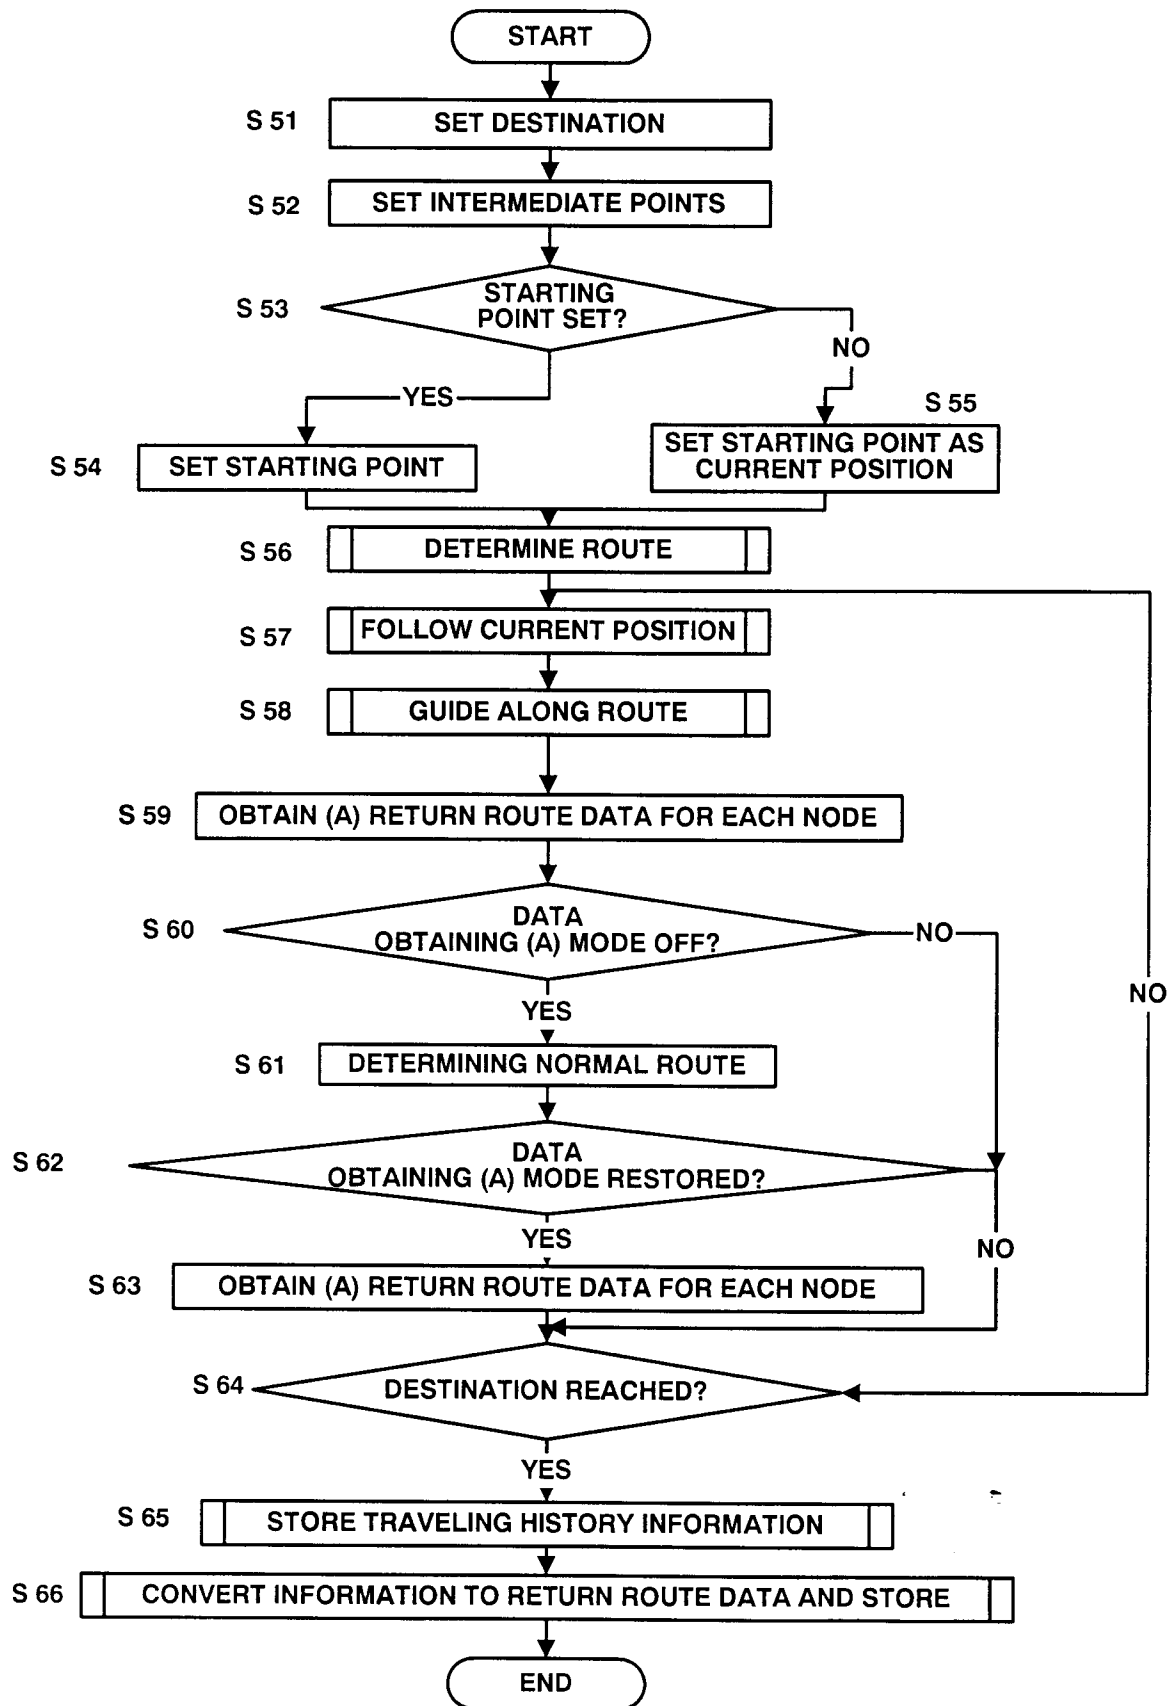 START
S 51
SET DESTINATION
S 52
SET INTERMEDIATE POINTS
S 53
STARTING
POINT SET?
NO
YES
S 55
S 54
SET STARTING POINT
SET STARTING POINT AS
CURRENT POSITION
S 56
DETERMINE ROUTE
S 57
FOLLOW CURRENT POSITION
S 58
GUIDE ALONG ROUTE
S 59
OBTAIN (A) RETURN ROUTE DATA FOR EACH NODE
S 60
DATA
OBTAINING (A) MODE OFF?
NO
NO
YES
S 61
DETERMINING NORMAL ROUTE
S 62
DATA
OBTAINING (A) MODE RESTORED?
YES
NO
S 63
OBTAIN (A) RETURN ROUTE DATA FOR EACH NODE
S 64
DESTINATION REACHED?
YES
S 65
STORE TRAVELING HISTORY INFORMATION
S 66
CONVERT INFORMATION TO RETURN ROUTE DATA AND STORE
END